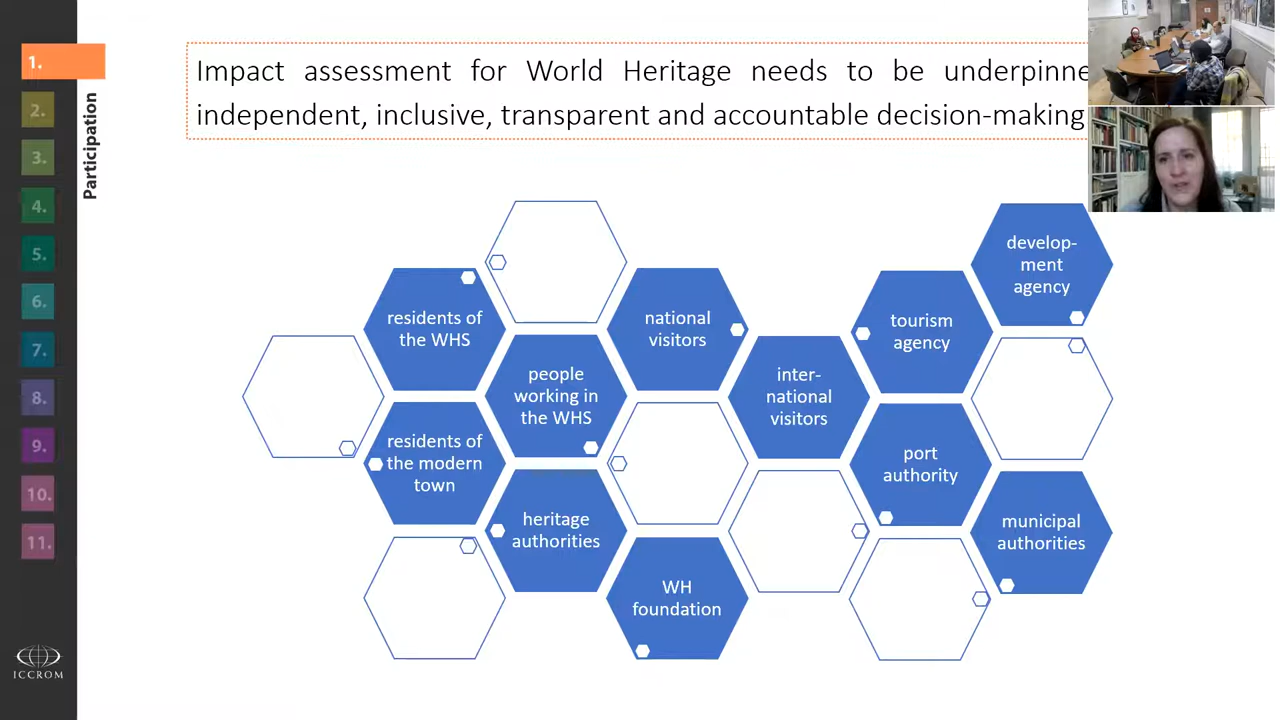 1.
2.
3.
4.
5.
6.
7.
8.
9.
10.
11.
Participation
ICCROM
Impact assessment for World Heritage needs to be
independent, inclusive, transparent and accountable decision-making
residents of
the WHS
national
visitors
tourism
agency
develop-
ment
agency
people
working in
the WHS
inter-
national
visitors
residents of
the modern
town
port
authority
heritage
authorities
municipal
authorities
WH
foundation